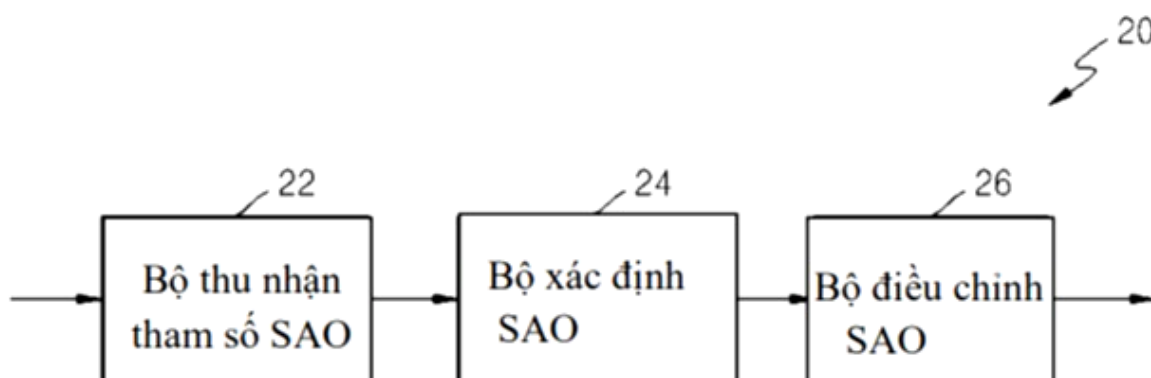 20
22
24
26
Bộ thu nhận
tham số SAO
Bộ xác định
SAO
Bộ điều chỉnh
SAO